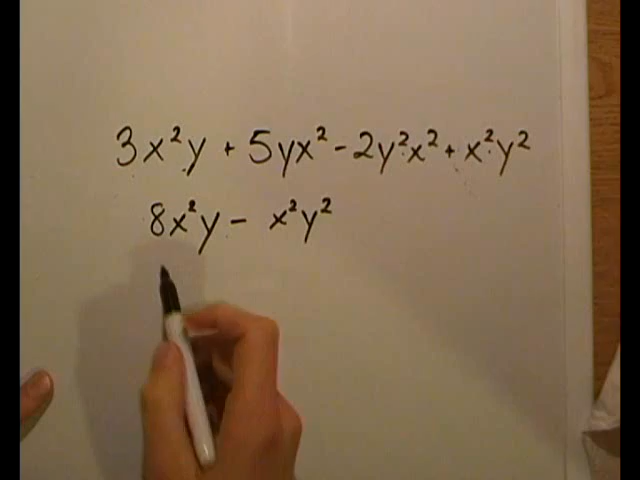 3x²y + 5yx² - 2y²x² + x²y²
8x²y - x²y²